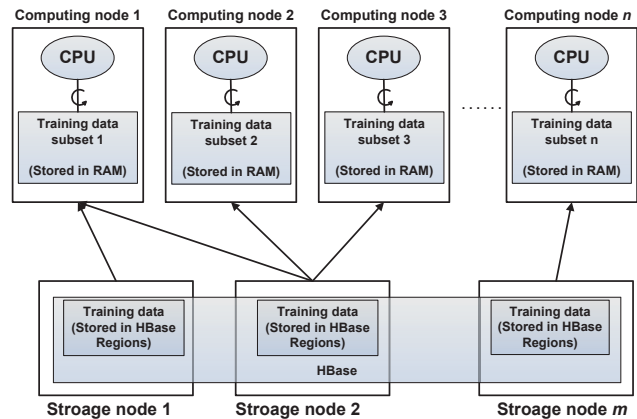 Computing node 1
Computing node 2
Computing node 3
Computing node n
CPU
CPU
CPU
CPU
Training data
subset 1
(Stored in RAM)
Training data
subset 2
(Stored in RAM)
Training data
subset 3
(Stored in RAM)
......
Training data
subset n
(Stored in RAM)
Training data
(Stored in HBase
Regions)
Training data
(Stored in HBase
Regions)
Training data
(Stored in HBase
Regions)
HBase
Stroage node 1
Stroage node 2
Stroage node m